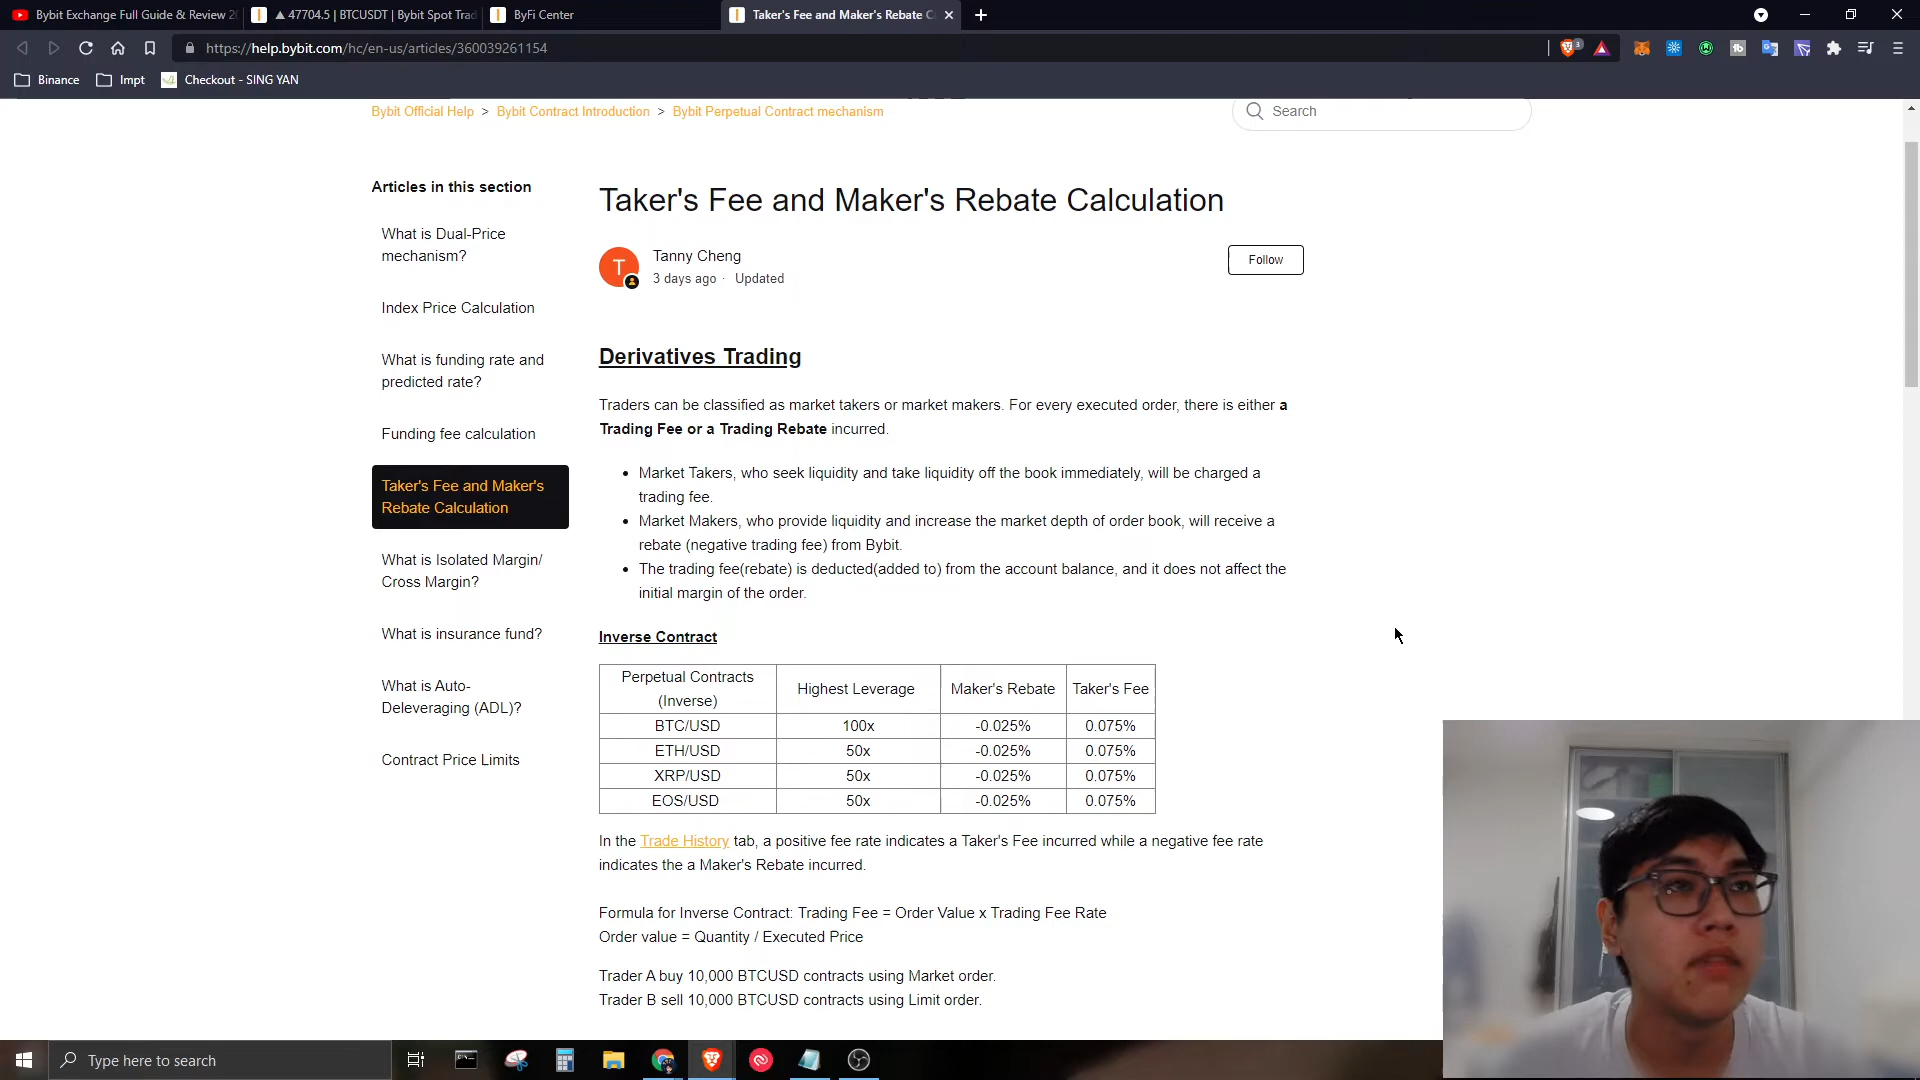 Bybit Exchange Full Guide & Review 2
▲ 47704.5 | BTCUSDT | Bybit Spot Trad
ByFi Center
Taker's Fee and Maker's Rebate C
https://help.bybit.com/hc/en-us/articles/360039261154
Binance
Impt
Checkout - SING YAN
Bybit Official Help > Bybit Contract Introduction > Bybit Perpetual Contract mechanism
Search
Articles in this section
What is Dual-Price
mechanism?
Index Price Calculation
What is funding rate and
predicted rate?
Funding fee calculation
Taker's Fee and Maker's
Rebate Calculation
What is Isolated Margin/
Cross Margin?
What is insurance fund?
What is Auto-
Deleveraging (ADL)?
Contract Price Limits
Taker's Fee and Maker's Rebate Calculation
T
Tanny Cheng
3 days ago · Updated
Follow
Derivatives Trading
Traders can be classified as market takers or market makers. For every executed order, there is either a
Trading Fee or a Trading Rebate incurred.
Market Takers, who seek liquidity and take liquidity off the book immediately, will be charged a
trading fee.
Market Makers, who provide liquidity and increase the market depth of order book, will receive a
rebate (negative trading fee) from Bybit.
The trading fee(rebate) is deducted(added to) from the account balance, and it does not affect the
initial margin of the order.
Inverse Contract
Perpetual Contracts
(Inverse)
Highest Leverage
Maker's Rebate
Taker's Fee
BTC/USD 100x -0.025% 0.075%
ETH/USD 50x -0.025% 0.075%
XRP/USD 50x -0.025% 0.075%
EOS/USD 50x -0.025% 0.075%
In the Trade History tab, a positive fee rate indicates a Taker's Fee incurred while a negative fee rate
indicates the a Maker's Rebate incurred.
Formula for Inverse Contract: Trading Fee = Order Value x Trading Fee Rate
Order value = Quantity / Executed Price
Trader A buy 10,000 BTCUSD contracts using Market order.
Trader B sell 10,000 BTCUSD contracts using Limit order.
Type here to search